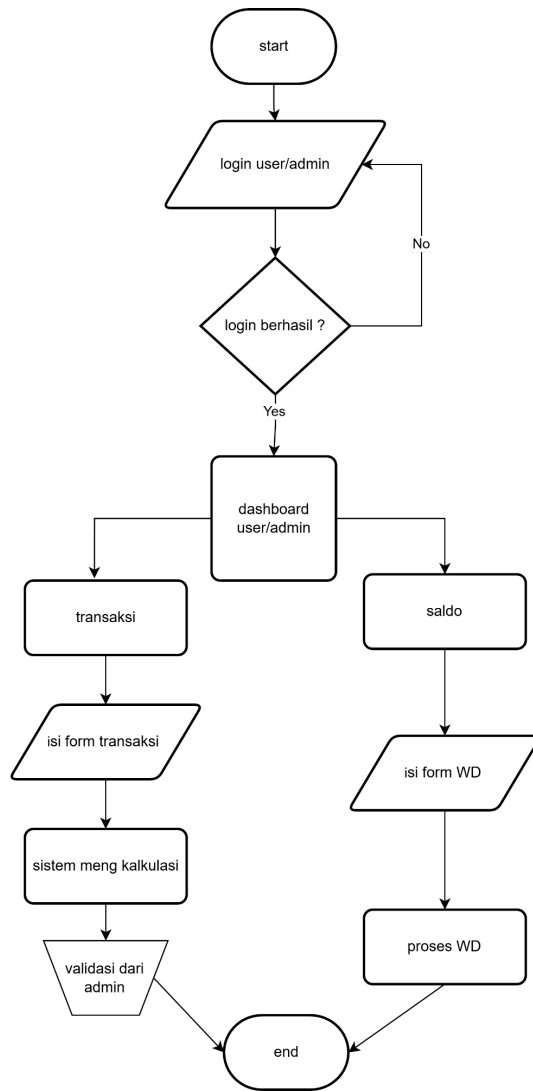 start
login user/admin
No
login berhasil ?
Yes
dashboard
user/admin
transaksi
saldo
isi form transaksi
isi form WD
sistem meng kalkulasi
proses WD
validasi dari
admin
end